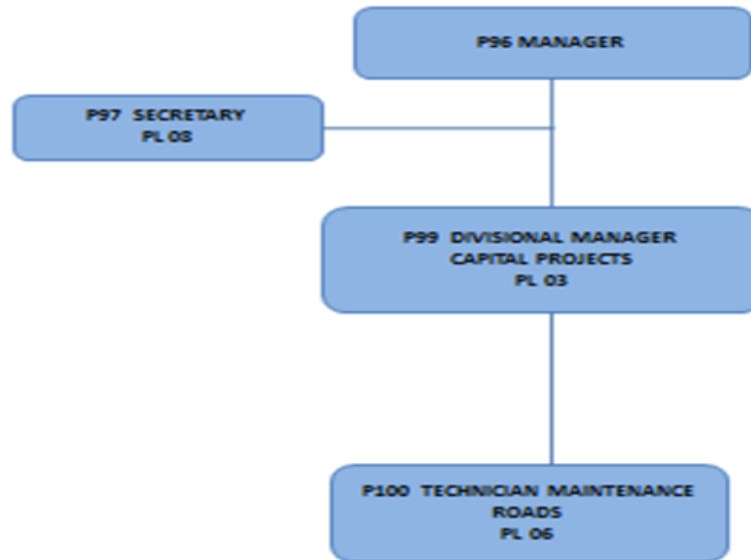 P96 MANAGER
P97 SECRETARY
PL 08
P99 DIVISIONAL MANAGER
CAPITAL PROJECTS
PL 03
P100 TECHNICIAN MAINTENANCE
ROADS
PL 06